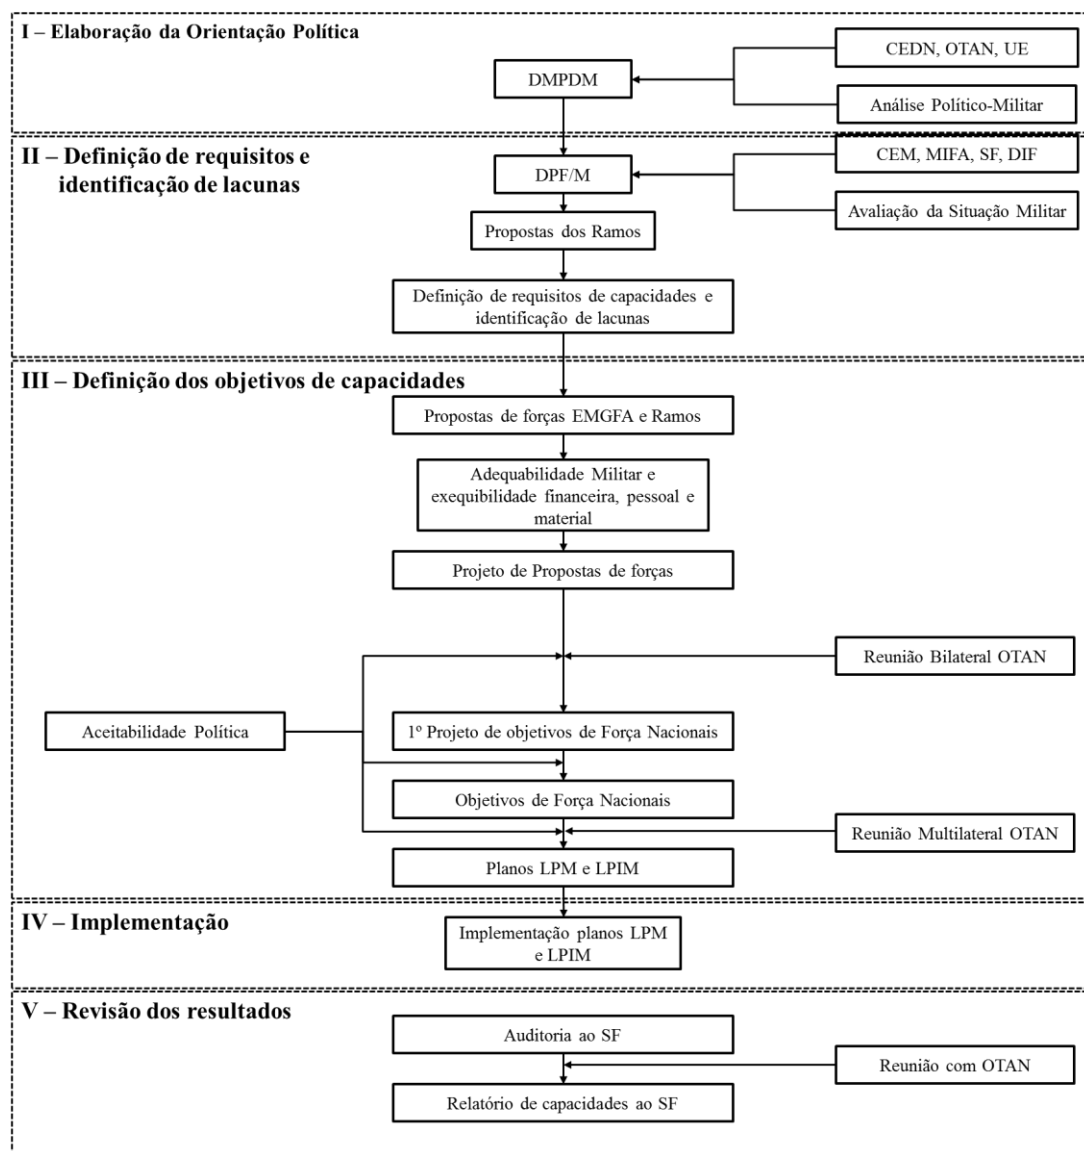 I – Elaboração da Orientação Política
CEDN, OTAN, UE
DMPDM
Análise Político-Militar
II – Definição de requisitos e
identificação de lacunas
CEM, MIFA, SF, DIF
DPF/M
Avaliação da Situação Militar
Propostas dos Ramos
Definição de requisitos de capacidades e
identificação de lacunas
III – Definição dos objetivos de capacidades
Propostas de forças EMGFA e Ramos
Adequabilidade Militar e
exequibilidade financeira, pessoal e
material
Projeto de Propostas de forças
Reunião Bilateral OTAN
Aceitabilidade Política
1º Projeto de objetivos de Força Nacionais
Objetivos de Força Nacionais
Reunião Multilateral OTAN
Planos LPM e LPIM
IV – Implementação
Implementação planos LPM
e LPIM
V – Revisão dos resultados
Auditoria ao SF
Reunião com OTAN
Relatório de capacidades ao SF